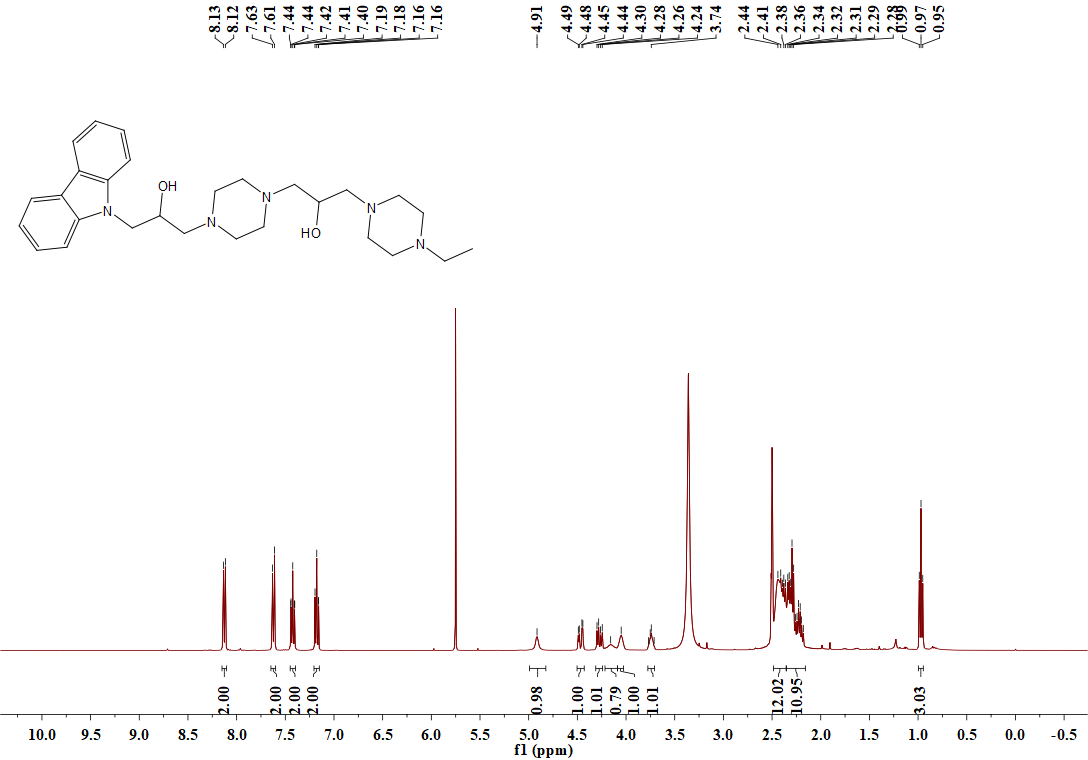 8.13 8.12 7.63 7.61 7.44 7.44 7.42 7.41 7.40 7.19 7.18 7.16 7.16 4.91 4.49 4.48 4.45 4.44 4.30 4.28 4.26 4.24 3.74 2.44 2.41 2.38 2.36 2.34 2.32 2.31 2.29 2.28 0.99 0.97 0.95
OH
N
N
N
N
HO
N
2.00 2.00 2.00 2.00 0.98 1.00 1.01 0.79 1.00 1.01 12.02 10.95 3.03
10.0 9.5 9.0 8.5 8.0 7.5 7.0 6.5 6.0 5.5 5.0 4.5 4.0 3.5 3.0 2.5 2.0 1.5 1.0 0.5 0.0 -0.5
f1 (ppm)